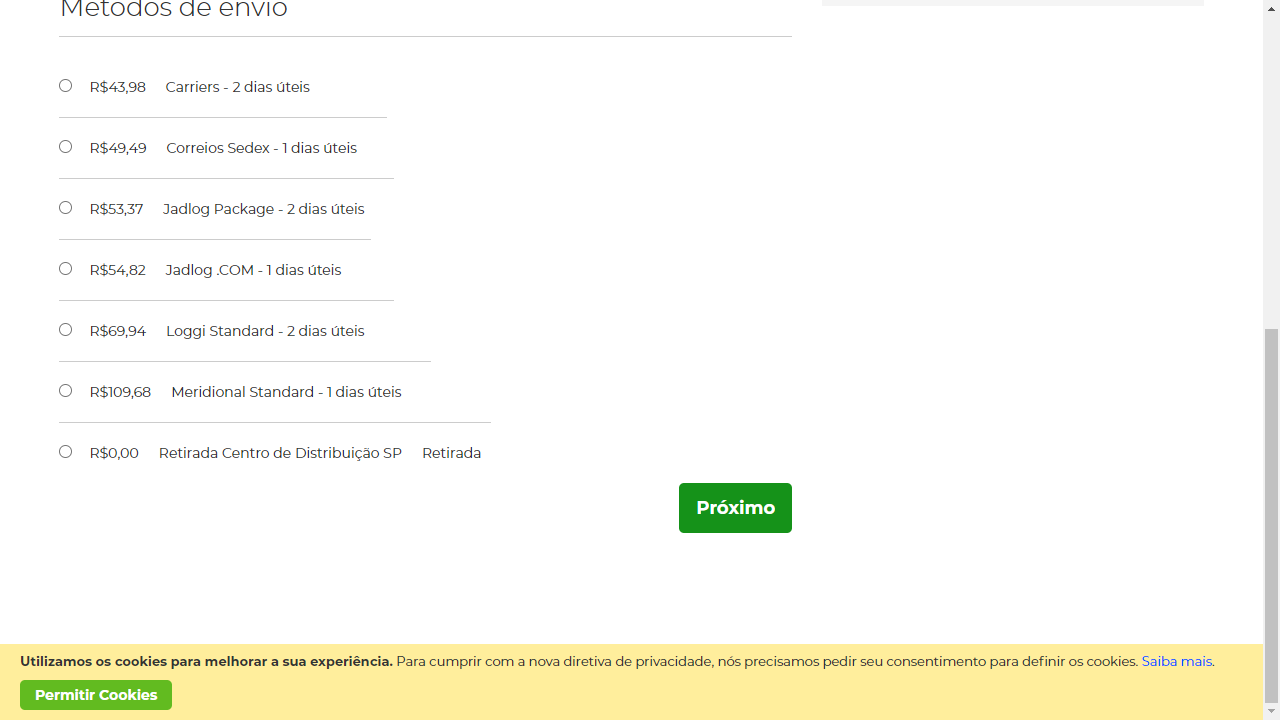 Métodos de envio
R$43,98 Carriers - 2 dias úteis
R$49,49 Correios Sedex - 1 dias úteis
R$53,37 Jadlog Package - 2 dias úteis
R$54,82 Jadlog .COM - 1 dias úteis
R$69,94 Loggi Standard - 2 dias úteis
R$109,68 Meridional Standard - 1 dias úteis
R$0,00 Retirada Centro de Distribuição SP Retirada
Próximo
Utilizamos os cookies para melhorar a sua experiência. Para cumprir com a nova diretiva de privacidade, nós precisamos pedir seu consentimento para definir os cookies. Saiba mais.
Permitir Cookies